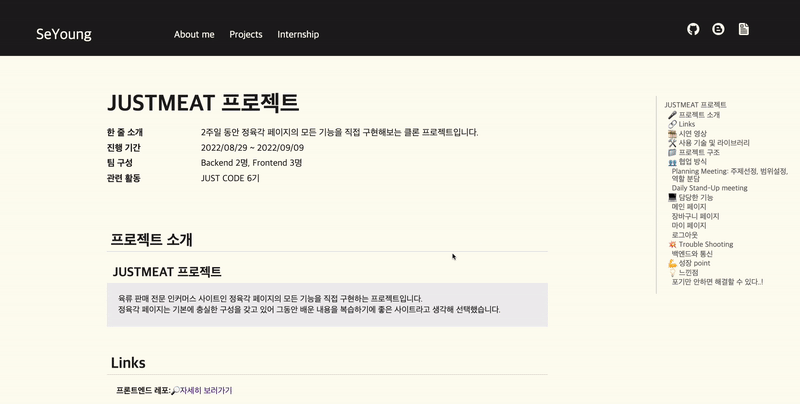 SeYoung
About me
Projects
Internship
JUSTMEAT 프로젝트
한 줄 소개 2주일 동안 정육각 페이지의 모든 기능을 직접 구현해보는 클론 프로젝트입니다.
진행 기간 2022/08/29 ~ 2022/09/09
팀 구성 Backend 2명, Frontend 3명
관련 활동 JUST CODE 6기
프로젝트 소개
JUSTMEAT 프로젝트
육류 판매 전문 인커머스 사이트인 정육각 페이지의 모든 기능을 직접 구현하는 프로젝트입니다.
정육각 페이지는 기본에 충실한 구성을 갖고 있어 그동안 배운 내용을 복습하기에 좋은 사이트라고 생각해 선택했습니다.
Links
프론트엔드 레포:🔎자세히 보러가기
JUSTMEAT 프로젝트
🎤 프로젝트 소개
🔗 Links
시연 영상
🛠 사용 기술 및 라이브러리
프로젝트 구조
👥 협업 방식
Planning Meeting: 주제선정, 범위설정,
역할 분담
Daily Stand-Up meeting
담당한 기능
메인 페이지
장바구니 페이지
마이 페이지
로그아웃
💥 Trouble Shooting
백엔드와 통신
💪 성장 point
💡 느낀점
포기만 안하면 해결할 수 있다..!